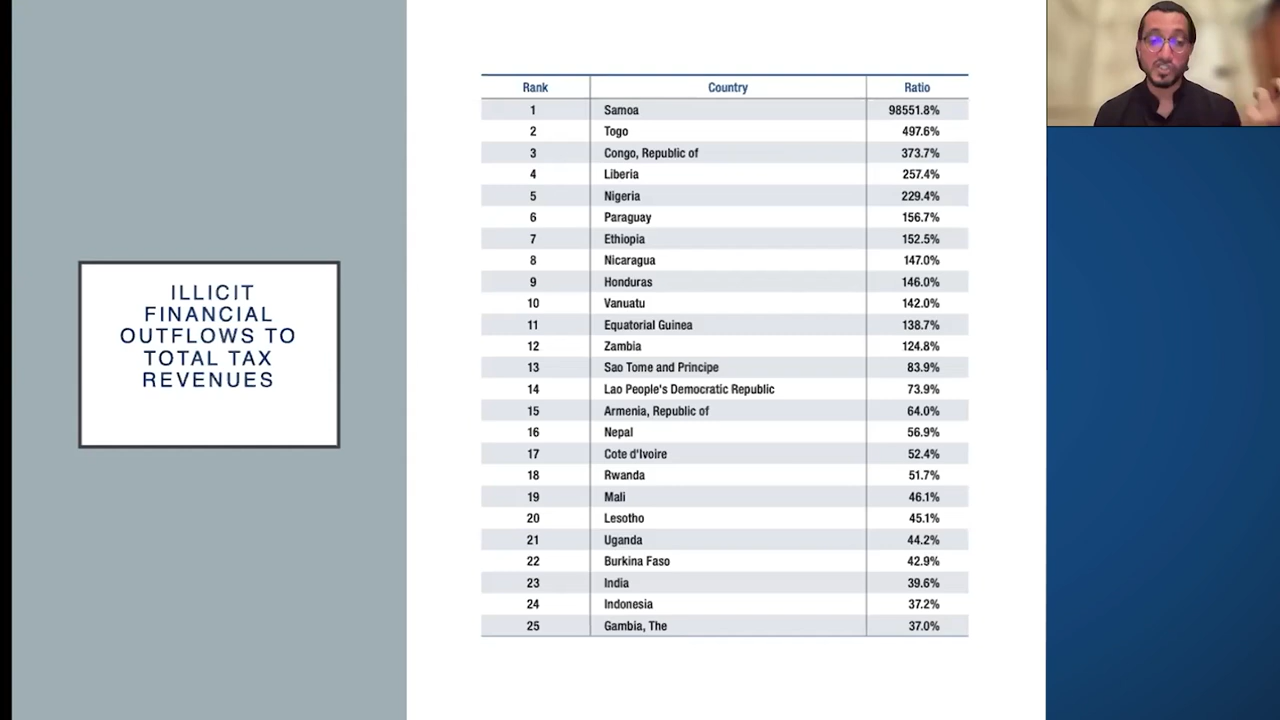 ILLICIT
FINANCIAL
OUTFLOWS TO
TOTAL TAX
REVENUES
Rank Country Ratio
1 Samoa 98551.8%
2 Togo 497.6%
3 Congo, Republic of 373.7%
4 Liberia 257.4%
5 Nigeria 229.4%
6 Paraguay 156.7%
7 Ethiopia 152.5%
8 Nicaragua 147.0%
9 Honduras 146.0%
10 Vanuatu 142.0%
11 Equatorial Guinea 138.7%
12 Zambia 124.8%
13 Sao Tome and Principe 83.9%
14 Lao People's Democratic Republic 73.9%
15 Armenia, Republic of 64.0%
16 Nepal 56.9%
17 Cote d'Ivoire 52.4%
18 Rwanda 51.7%
19 Mali 46.1%
20 Lesotho 45.1%
21 Uganda 44.2%
22 Burkina Faso 42.9%
23 India 39.6%
24 Indonesia 37.2%
25 Gambia, The 37.0%